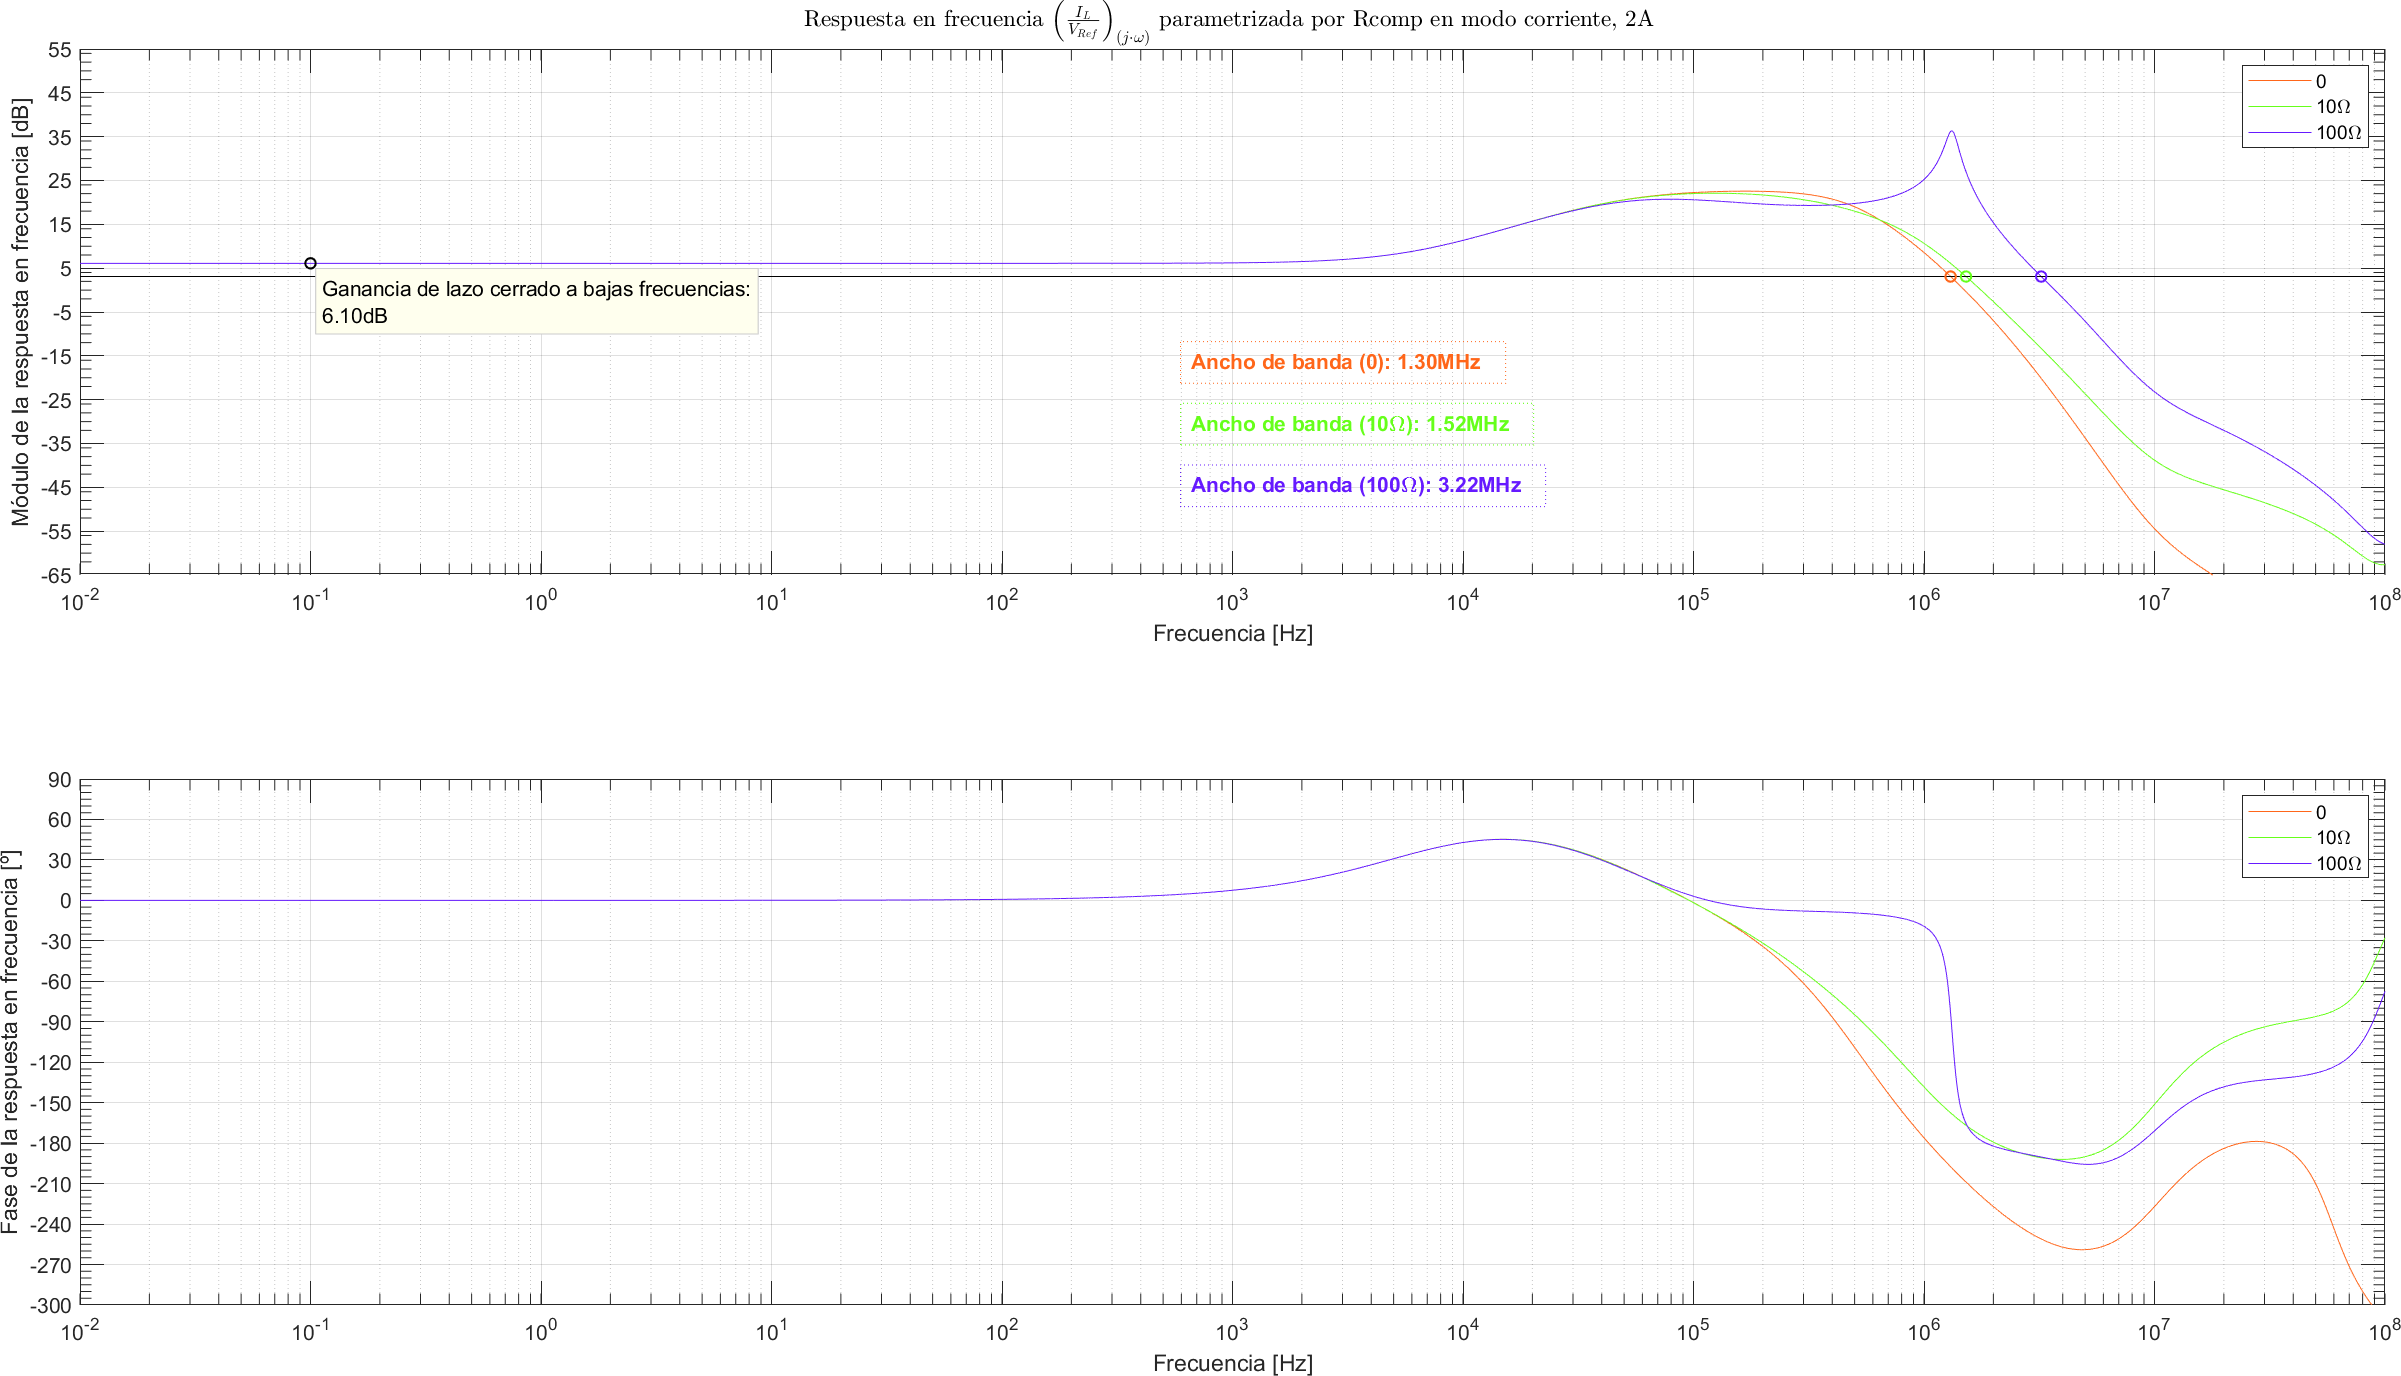 Respuesta en frecuencia (I_L/V_Ref)_(j·ω) parametrizada por Rcomp en modo corriente, 2A
Módulo de la respuesta en frecuencia [dB]
55
45
35
25
15
5
-5
-15
-25
-35
-45
-55
-65
0
10Ω
100Ω
Ganancia de lazo cerrado a bajas frecuencias:
6.10dB
Ancho de banda (0): 1.30MHz
Ancho de banda (10Ω): 1.52MHz
Ancho de banda (100Ω): 3.22MHz
10^-2 10^-1 10^0 10^1 10^2 10^3 10^4 10^5 10^6 10^7 10^8
Frecuencia [Hz]
Fase de la respuesta en frecuencia [º]
90
60
30
0
-30
-60
-90
-120
-150
-180
-210
-240
-270
-300
0
10Ω
100Ω
10^-2 10^-1 10^0 10^1 10^2 10^3 10^4 10^5 10^6 10^7 10^8
Frecuencia [Hz]